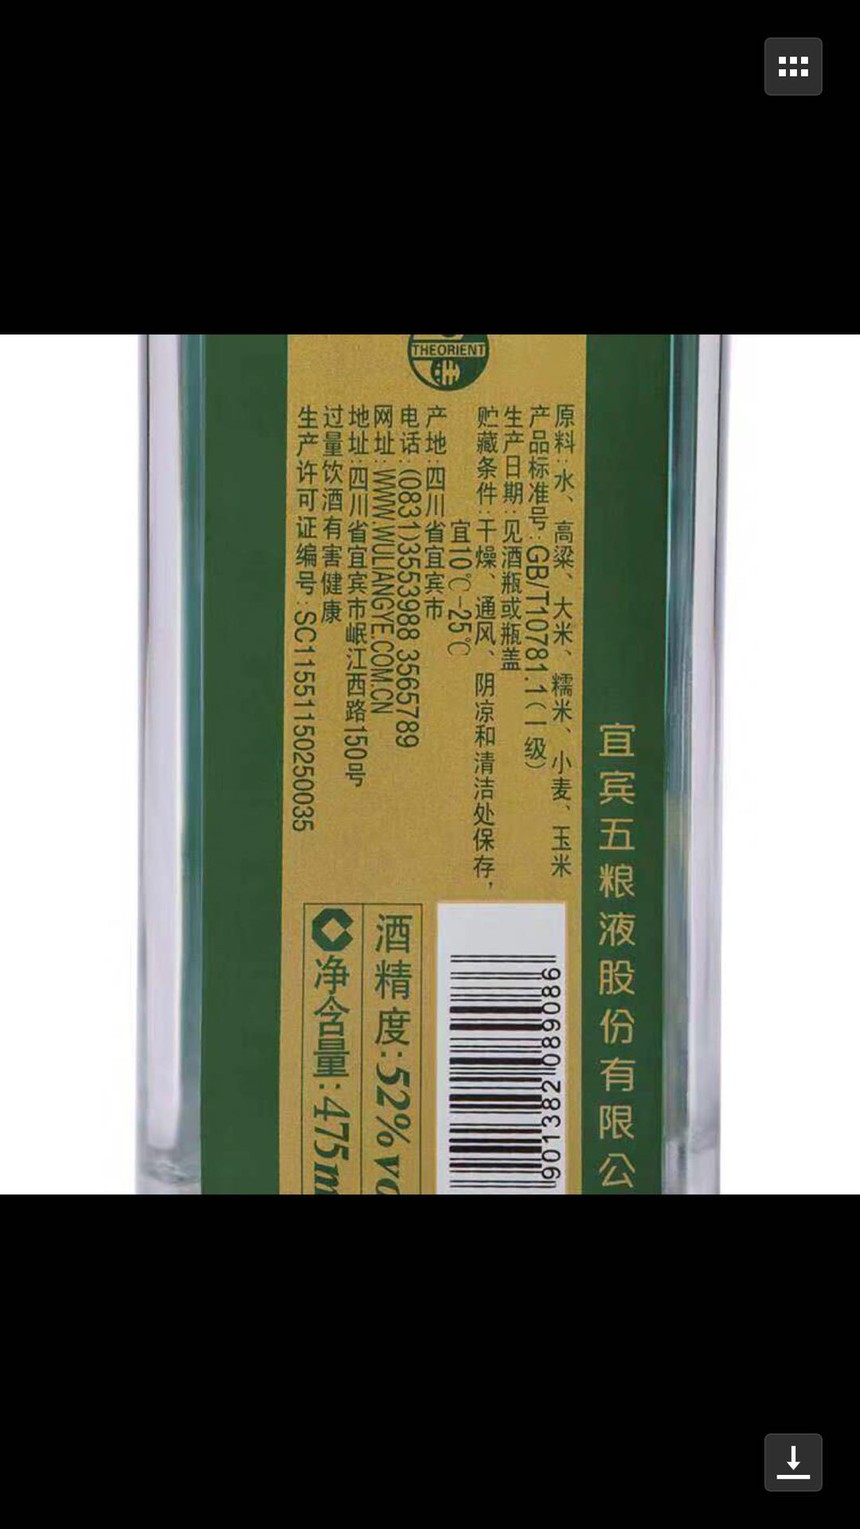 THEORIENT
原料:水、高粱、大米、糯米、小麦、玉米
产品标准号:GB/T10781.1(一级)
生产日期:见酒瓶或瓶盖
贮藏条件:干燥、通风、阴凉和清洁处保存，
宜10℃-25℃
产地:四川省宜宾市
电话:(0831)3553988 3565789
网址:WWW.WULIANGYE.COM.CN
地址:四川省宜宾市岷江西路150号
过量饮酒有害健康
生产许可证编号:SC11551150250035
宜宾五粮液股份有限公
901382 089086
酒精度:52%vo
净含量:475m